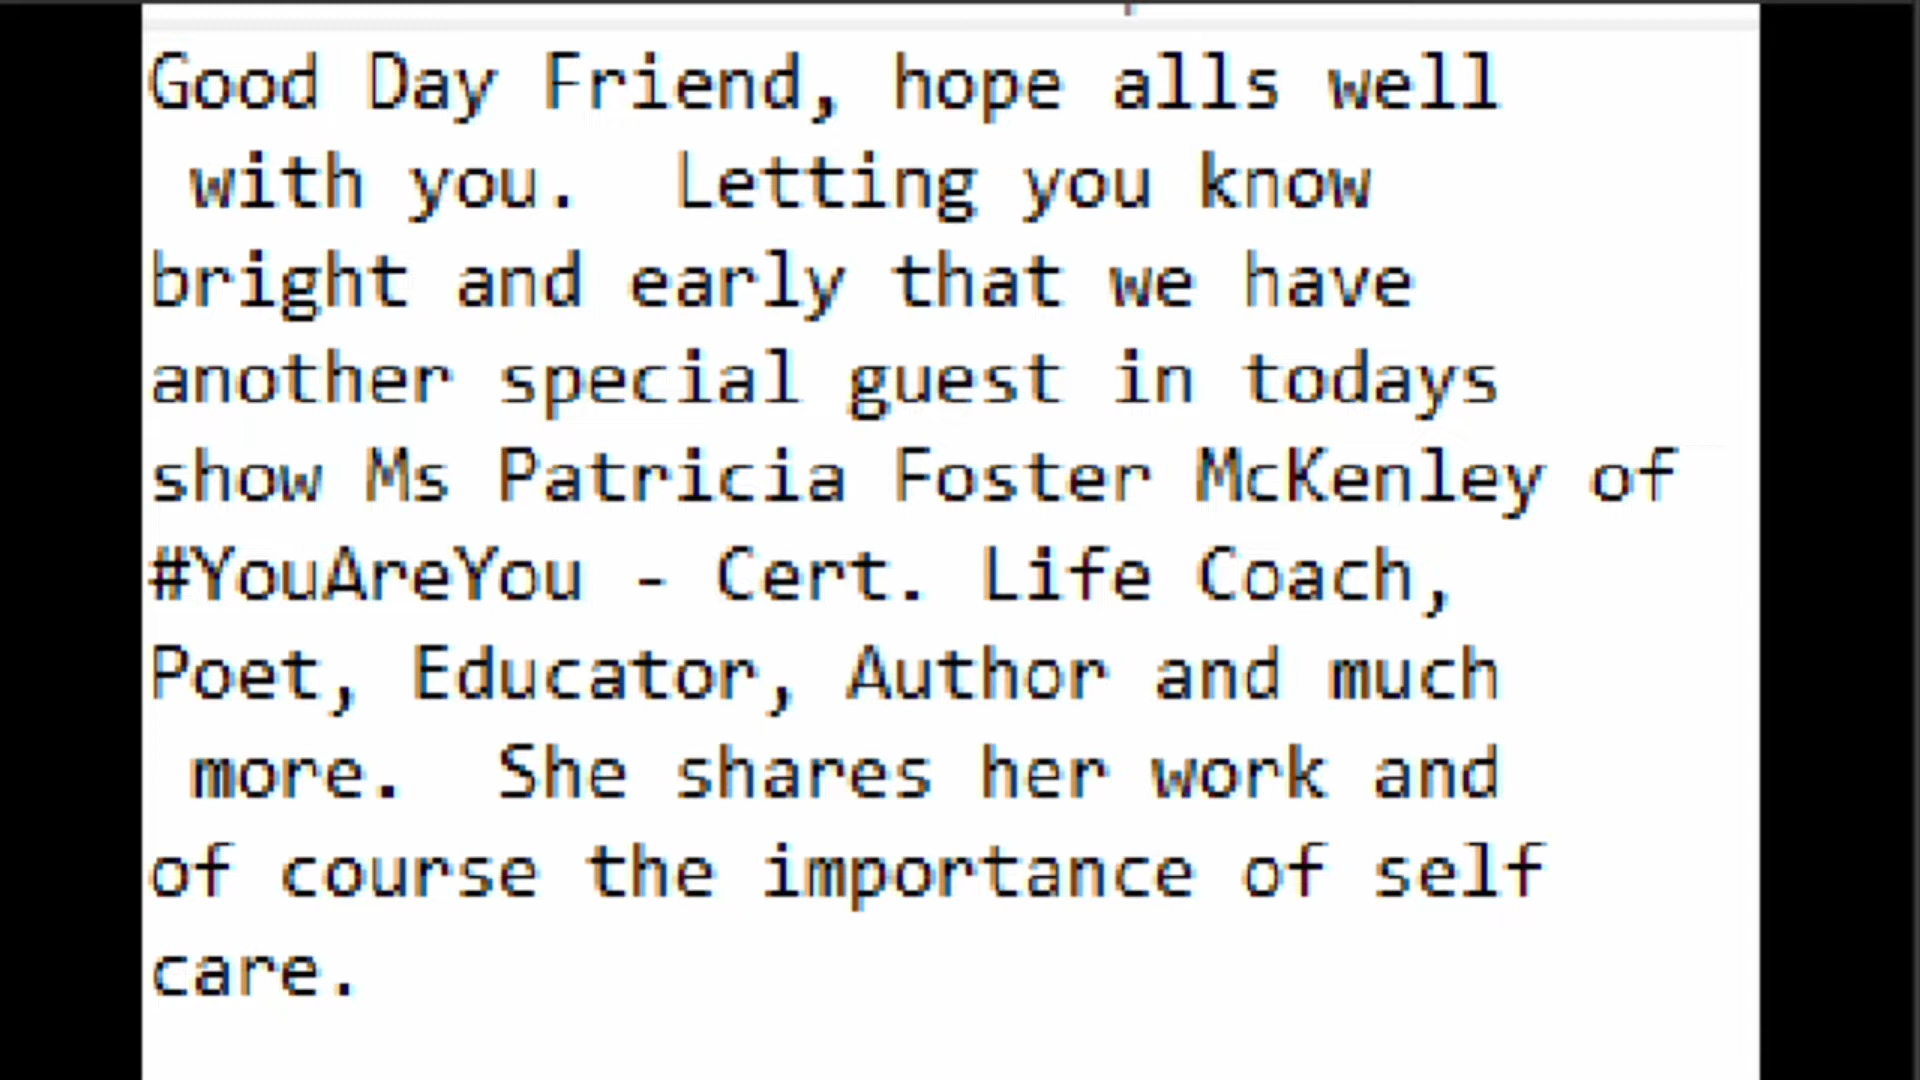 Good Day Friend, hope alls well
with you.  Letting you know
bright and early that we have
another special guest in todays
show Ms Patricia Foster McKenley of
#YouAreYou - Cert. Life Coach,
Poet, Educator, Author and much
more.  She shares her work and
of course the importance of self
care.